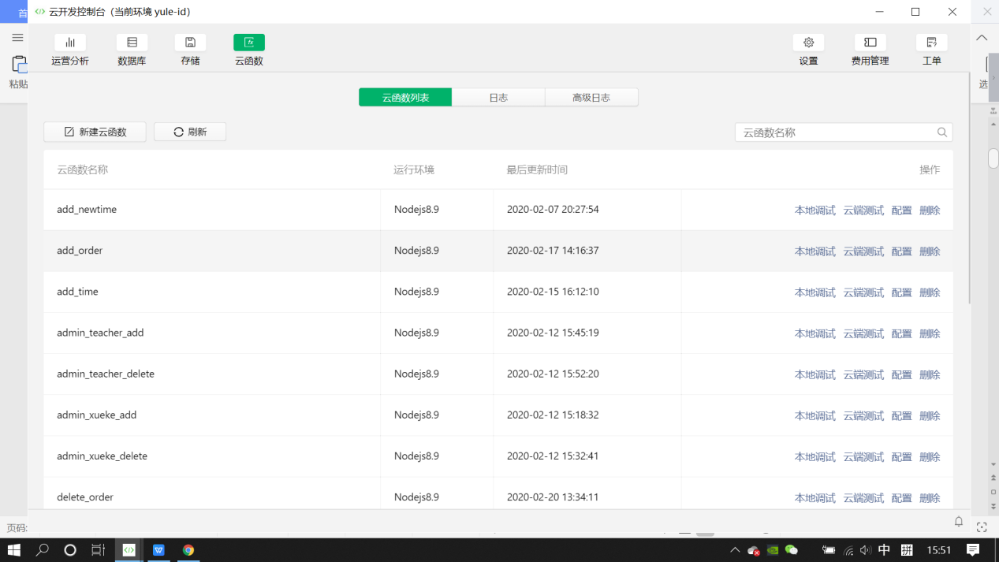 首
云开发控制台（当前环境 yule-id）
运营分析 数据库 存储 云函数 设置 费用管理 工单
粘贴 选
云函数列表 日志 高级日志
新建云函数 刷新 云函数名称
云函数名称 运行环境 最后更新时间 操作
add_newtime Nodejs8.9 2020-02-07 20:27:54 本地调试 云端测试 配置 删除
add_order Nodejs8.9 2020-02-17 14:16:37 本地调试 云端测试 配置 删除
add_time Nodejs8.9 2020-02-15 16:12:10 本地调试 云端测试 配置 删除
admin_teacher_add Nodejs8.9 2020-02-12 15:45:19 本地调试 云端测试 配置 删除
admin_teacher_delete Nodejs8.9 2020-02-12 15:52:20 本地调试 云端测试 配置 删除
admin_xueke_add Nodejs8.9 2020-02-12 15:18:32 本地调试 云端测试 配置 删除
admin_xueke_delete Nodejs8.9 2020-02-12 15:32:41 本地调试 云端测试 配置 删除
delete_order Nodejs8.9 2020-02-20 13:34:11 本地调试 云端测试 配置 删除
页码:
中 拼 15:51